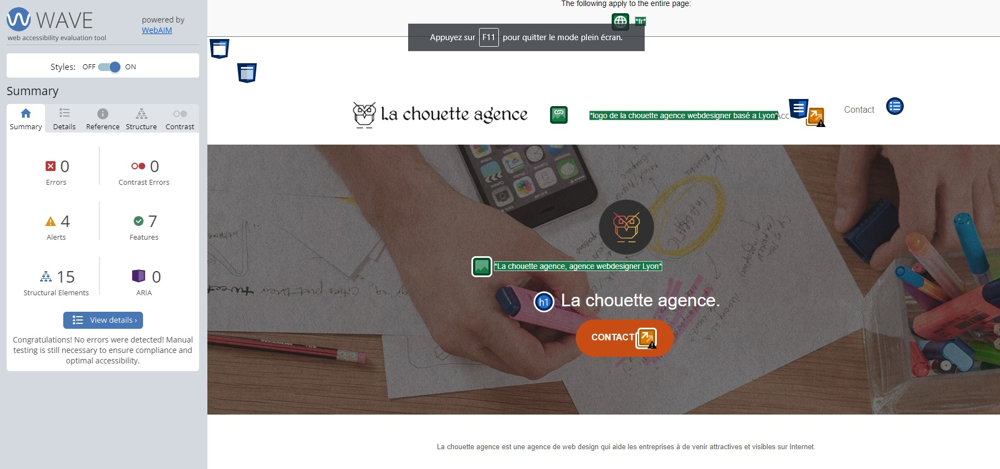 WAVE
powered by
WebAIM
web accessibility evaluation tool
Styles: OFF ON
Summary
Summary
Details
Reference
Structure
Contrast
0
Errors
0
Contrast Errors
4
Alerts
7
Features
15
Structural Elements
0
ARIA
View details ›
Congratulations! No errors were detected! Manual
testing is still necessary to ensure compliance and
optimal accessibility.
The following apply to the entire page:
*fr*
Appuyez sur F11 pour quitter le mode plein écran.
La chouette agence
*logo de la chouette agence webdesigner basé a Lyon*
Acc
Contact
*La chouette agence, agence webdesigner Lyon*
h1 La chouette agence.
CONTACT
La chouette agence est une agence de web design qui aide les entreprises à de venir attractives et visibles sur Internet.